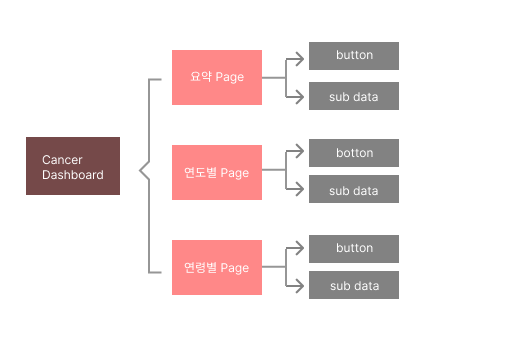 Cancer
Dashboard
요약 Page
button
sub data
연도별 Page
botton
sub data
연령별 Page
button
sub data